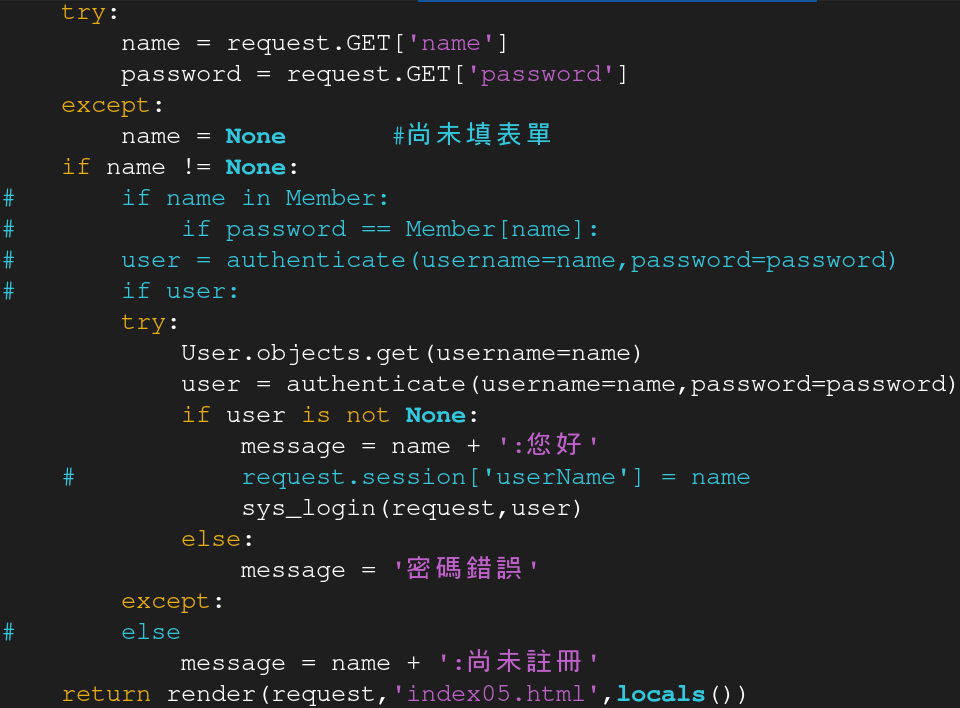 try:
        name = request.GET['name']
        password = request.GET['password']
    except:
        name = None       #尚未填表單
    if name != None:
#       if name in Member:
#           if password == Member[name]:
#       user = authenticate(username=name,password=password)
#       if user:
        try:
            User.objects.get(username=name)
            user = authenticate(username=name,password=password)
            if user is not None:
                message = name + ':您好'
    #           request.session['userName'] = name
                sys_login(request,user)
            else:
                message = '密碼錯誤'
        except:
#       else
            message = name + ':尚未註冊'
    return render(request,'index05.html',locals())